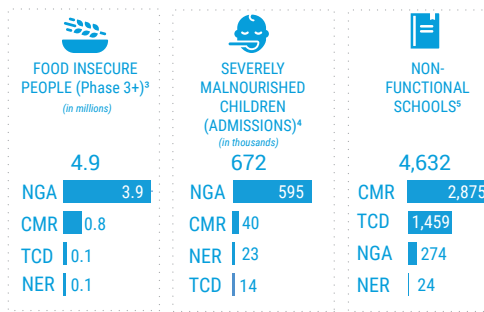 FOOD INSECURE
PEOPLE (Phase 3+)³
(in millions)
4.9
NGA 3.9
CMR 0.8
TCD 0.1
NER 0.1
SEVERELY
MALNOURISHED
CHILDREN
(ADMISSIONS)⁴
(in thousands)
672
NGA 595
CMR 40
NER 23
TCD 14
NON-
FUNCTIONAL
SCHOOLS⁵
4,632
CMR 2,875
TCD 1,459
NGA 274
NER 24